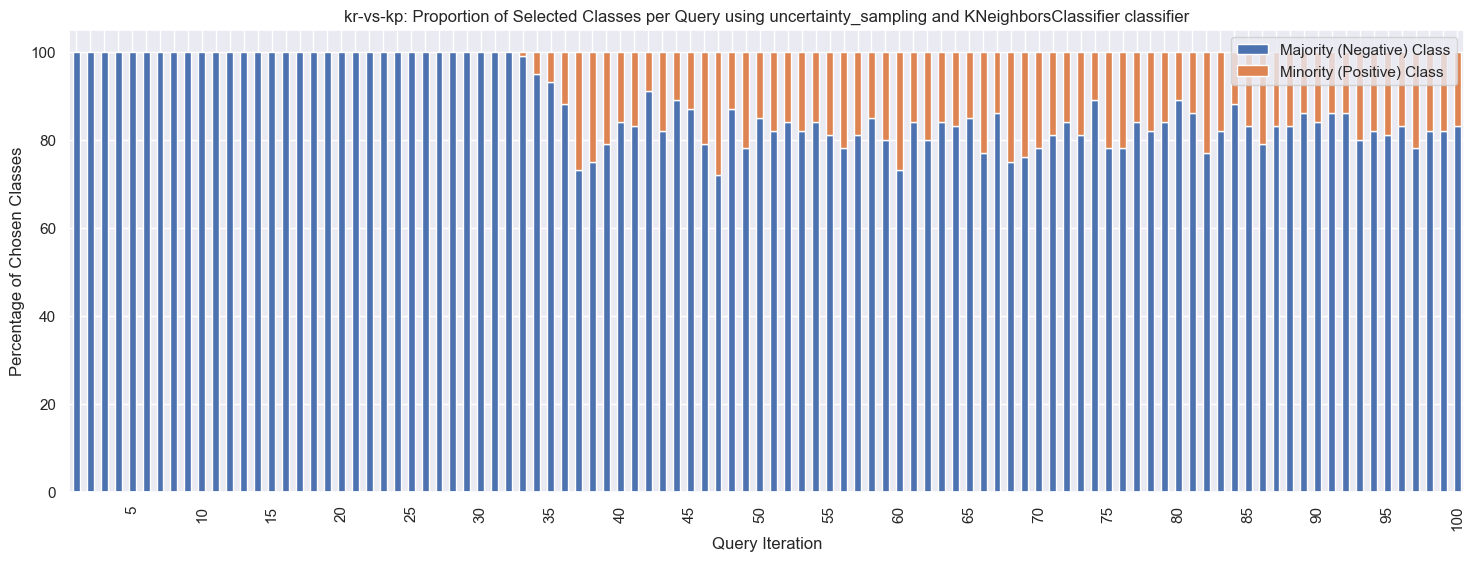 kr-vs-kp: Proportion of Selected Classes per Query using uncertainty_sampling and KNeighborsClassifier classifier
Majority (Negative) Class
Minority (Positive) Class
Percentage of Chosen Classes
100
80
60
40
20
0
5 10 15 20 25 30 35 40 45 50 55 60 65 70 75 80 85 90 95 100
Query Iteration